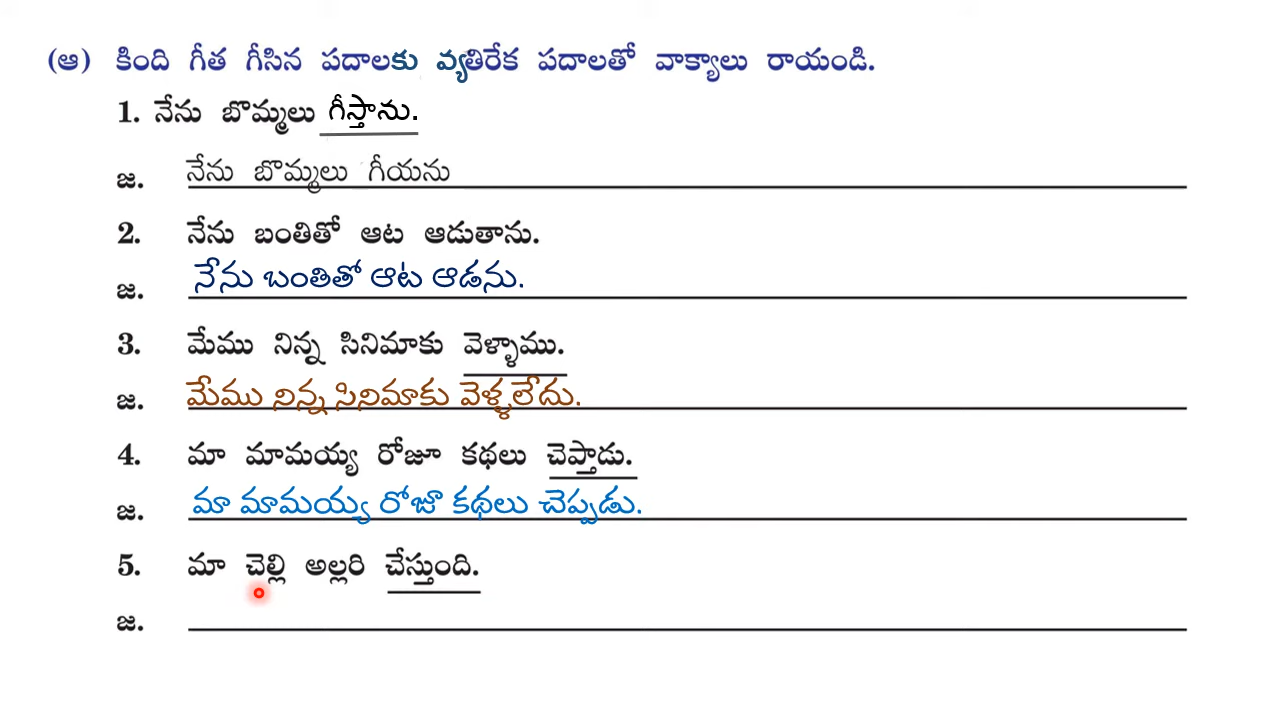 (ఆ) కింది గీత గీసిన పదాలకు వ్యతిరేక పదాలతో వాక్యాలు రాయండి.
1. నేను బొమ్మలు గీస్తాను.
జ. నేను బొమ్మలు గీయను
2. నేను బంతితో ఆట ఆడుతాను.
జ. నేను బంతితో ఆట ఆడను.
3. మేము నిన్న సినిమాకు వెళ్ళాము.
జ. మేము నిన్న సినిమాకు వెళ్ళలేదు.
4. మా మామయ్య రోజూ కథలు చెప్తాడు.
జ. మా మామయ్య రోజూ కథలు చెప్పడు.
5. మా చెల్లి అల్లరి చేస్తుంది.
జ.